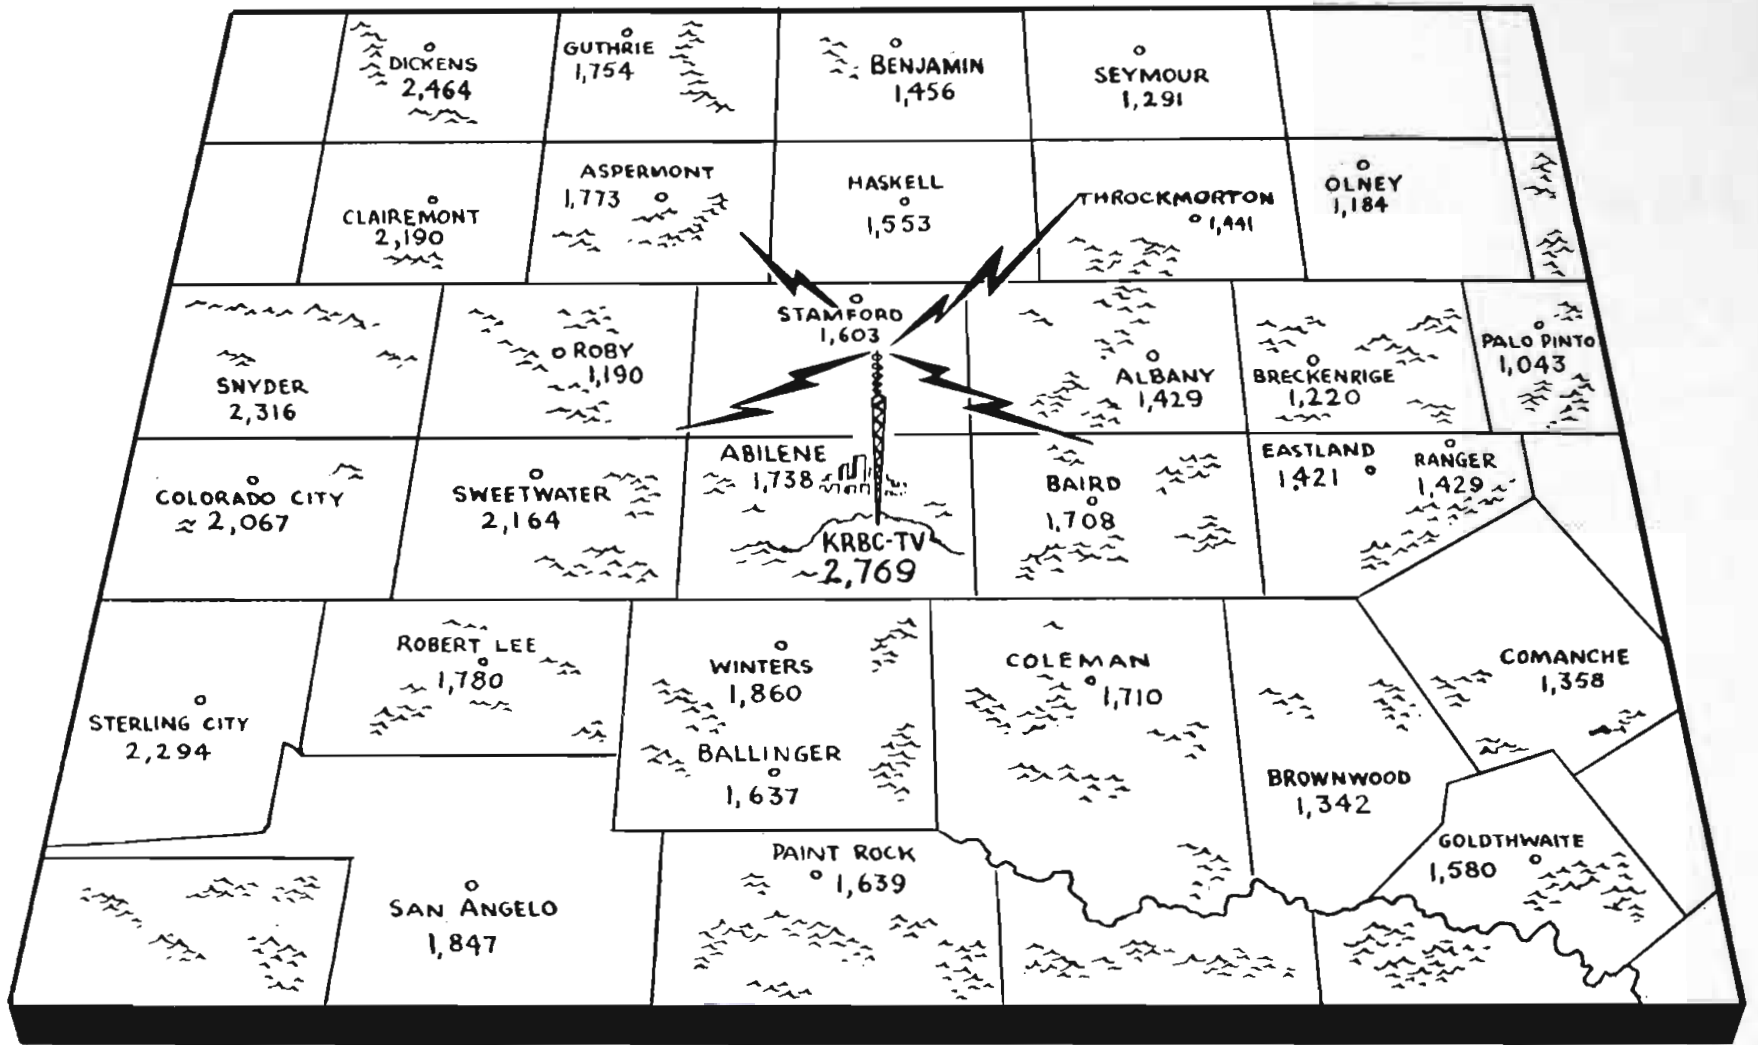 DICKENS
2,464
GUTHRIE
1,754
BENJAMIN
1,456
SEYMOUR
1,291
CLAIREMONT
2,190
ASPERMONT
1,773
HASKELL
1,553
THROCKMORTON
1,441
OLNEY
1,184
SNYDER
2,316
ROBY
1,190
STAMFORD
1,603
ALBANY
1,429
BRECKENRIGE
1,220
PALO PINTO
1,043
COLORADO CITY
2,067
SWEETWATER
2,164
ABILENE
1,738
KRBC-TV
2,769
BAIRD
1,708
EASTLAND
1,421
RANGER
1,429
STERLING CITY
2,294
ROBERT LEE
1,780
WINTERS
1,860
BALLINGER
1,637
COLEMAN
1,710
BROWNWOOD
1,342
COMANCHE
1,358
GOLDTHWAITE
1,580
SAN ANGELO
1,847
PAINT ROCK
1,639